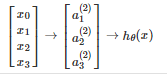 [x0 x1 x2 x3] → [a₁⁽²⁾ a₂⁽²⁾ a₃⁽²⁾] → hθ(x)